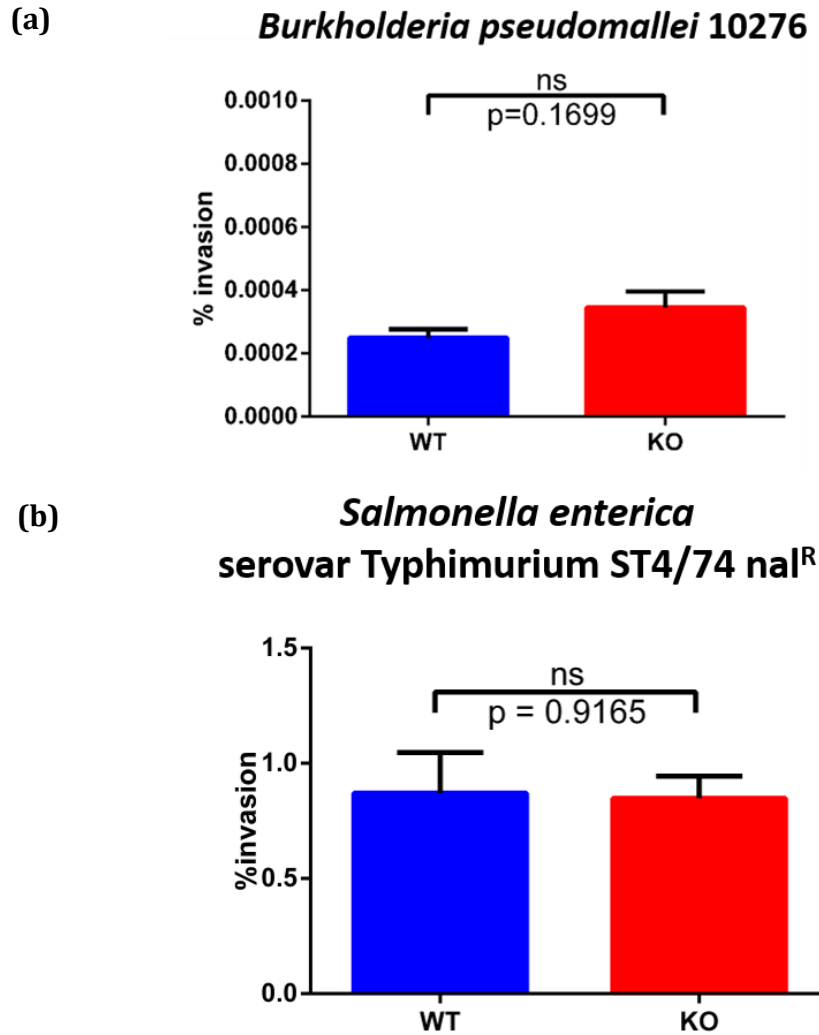 (a)
Burkholderia pseudomallei 10276
ns
p=0.1699
% invasion
0.0010
0.0008
0.0006
0.0004
0.0002
0.0000
WT
KO
(b)
Salmonella enterica
serovar Typhimurium ST4/74 nalᴿ
ns
p = 0.9165
%invasion
1.5
1.0
0.5
0.0
WT
KO